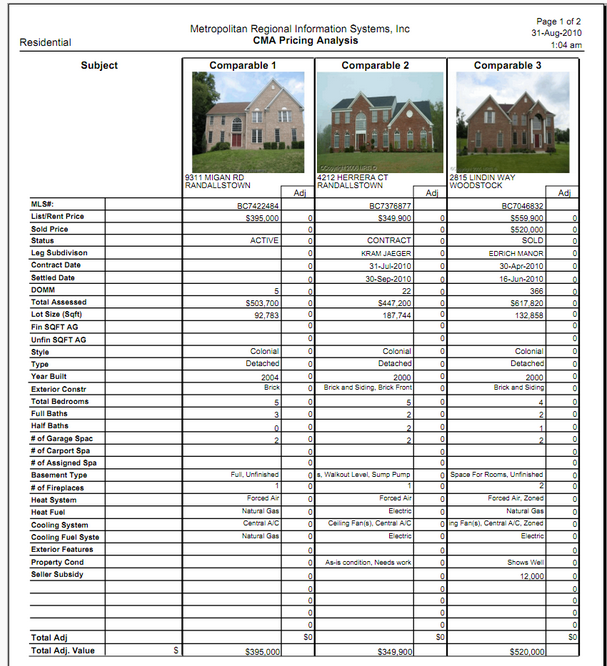 Page 1 of 2
Metropolitan Regional Information Systems, Inc
31-Aug-2010
Residential
CMA Pricing Analysis
1:04 am
Subject Comparable 1 Comparable 2 Comparable 3
9311 MIGAN RD 4212 HERRERA CT 2815 LINDIN WAY
RANDALLSTOWN RANDALLSTOWN WOODSTOCK
Adj Adj Adj
MLS#: BC7422484 BC7376877 BC7046832
List/Rent Price $395,000 0 $349,900 0 $559,900 0
Sold Price 0 0 $520,000 0
Status ACTIVE 0 CONTRACT 0 SOLD 0
Leg Subdivison 0 KRAM JAEGER 0 EDRICH MANOR 0
Contract Date 0 31-Jul-2010 0 30-Apr-2010 0
Settled Date 0 30-Sep-2010 0 16-Jun-2010 0
DOMM 5 0 22 0 366 0
Total Assessed $503,700 0 $447,200 0 $617,820 0
Lot Size (Sqft) 92,783 0 187,744 0 132,858 0
Fin SQFT AG 0 0 0
Unfin SQFT AG 0 0 0
Style Colonial 0 Colonial 0 Colonial 0
Type Detached 0 Detached 0 Detached 0
Year Built 2004 0 2000 0 2000 0
Exterior Constr Brick 0 Brick and Siding, Brick Front 0 Brick and Siding 0
Total Bedrooms 5 0 5 0 4 0
Full Baths 3 0 2 0 2 0
Half Baths 0 0 2 0 1 0
# of Garage Spac 2 0 2 0 2 0
# of Carport Spa 0 0 0
# of Assigned Spa 0 0 0
Basement Type Full, Unfinished 0 s, Walkout Level, Sump Pump 0 Space For Rooms, Unfinished 0
# of Fireplaces 1 0 1 0 2 0
Heat System Forced Air 0 Forced Air 0 Forced Air, Zoned 0
Heat Fuel Natural Gas 0 Electric 0 Natural Gas 0
Cooling System Central A/C 0 Ceiling Fan(s), Central A/C 0 ing Fan(s), Central A/C, Zoned 0
Cooling Fuel Syste Natural Gas 0 Electric 0 Electric 0
Exterior Features 0 0 0
Property Cond 0 As-is condition, Needs work 0 Shows Well 0
Seller Subsidy 0 0 12,000 0
0 0 0
0 0 0
0 0 0
0 0 0
Total Adj $0 $0 $0
Total Adj. Value $ $395,000 $349,900 $520,000